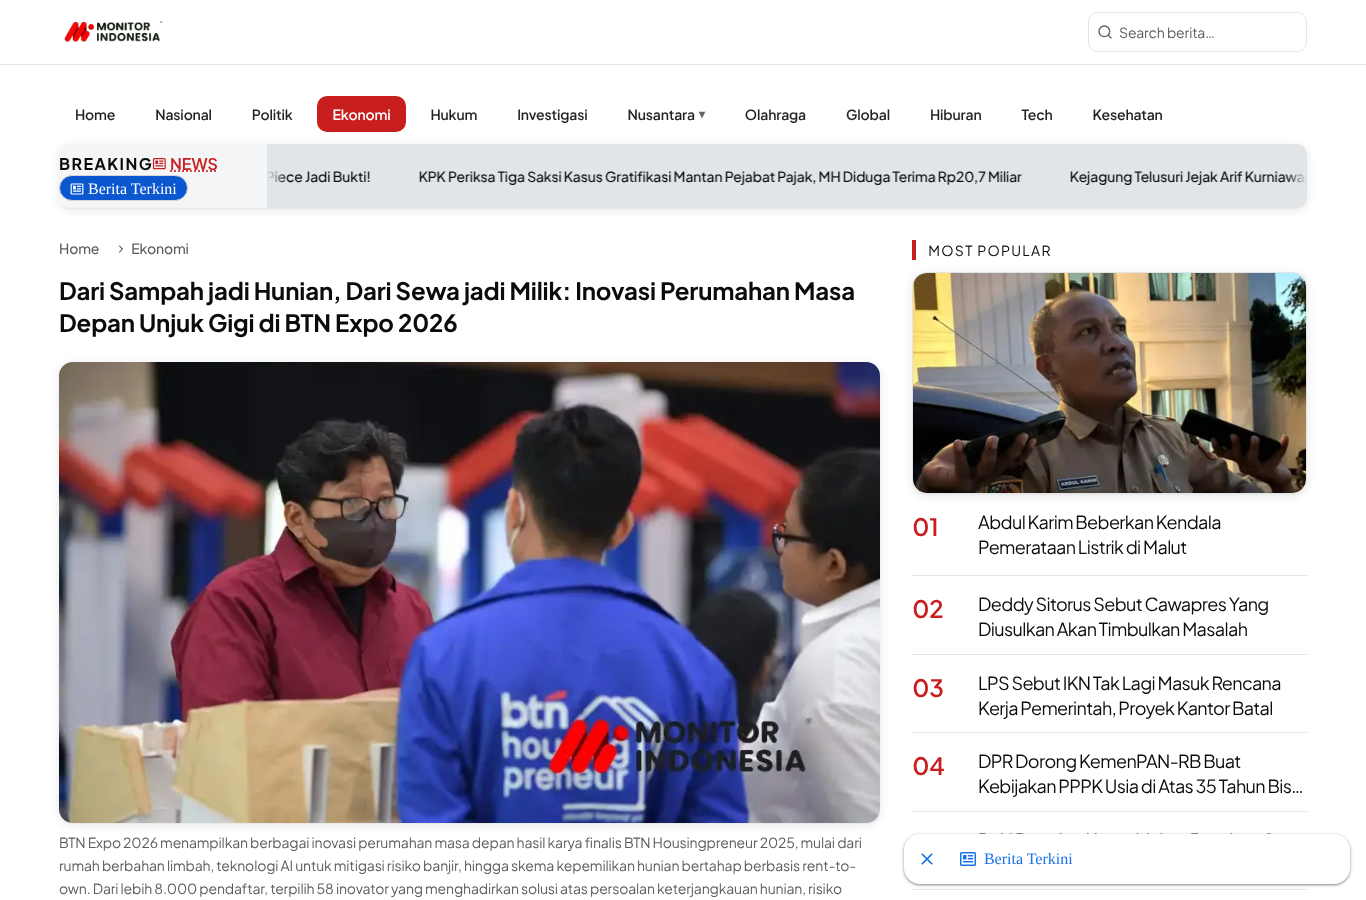 MONITOR
INDONESIA
Search berita...
Home Nasional Politik Ekonomi Hukum Investigasi Nusantara ▾ Olahraga Global Hiburan Tech Kesehatan
BREAKING NEWS
Berita Terkini
Piece Jadi Bukti! KPK Periksa Tiga Saksi Kasus Gratifikasi Mantan Pejabat Pajak, MH Diduga Terima Rp20,7 Miliar Kejagung Telusuri Jejak Arif Kurniawa
Home > Ekonomi
Dari Sampah jadi Hunian, Dari Sewa jadi Milik: Inovasi Perumahan Masa
Depan Unjuk Gigi di BTN Expo 2026
btn
housing
preneur
MONITOR
INDONESIA
BTN Expo 2026 menampilkan berbagai inovasi perumahan masa depan hasil karya finalis BTN Housingpreneur 2025, mulai dari
rumah berbahan limbah, teknologi AI untuk mitigasi risiko banjir, hingga skema kepemilikan hunian bertahap berbasis rent-to-
own. Dari lebih 8.000 pendaftar, terpilih 58 inovator yang menghadirkan solusi atas persoalan keterjangkauan hunian, risiko
MOST POPULAR
ABDUL KARIM
01 Abdul Karim Beberkan Kendala
Pemerataan Listrik di Malut
02 Deddy Sitorus Sebut Cawapres Yang
Diusulkan Akan Timbulkan Masalah
03 LPS Sebut IKN Tak Lagi Masuk Rencana
Kerja Pemerintah, Proyek Kantor Batal
04 DPR Dorong KemenPAN-RB Buat
Kebijakan PPPK Usia di Atas 35 Tahun Bis...
Berita Terkini